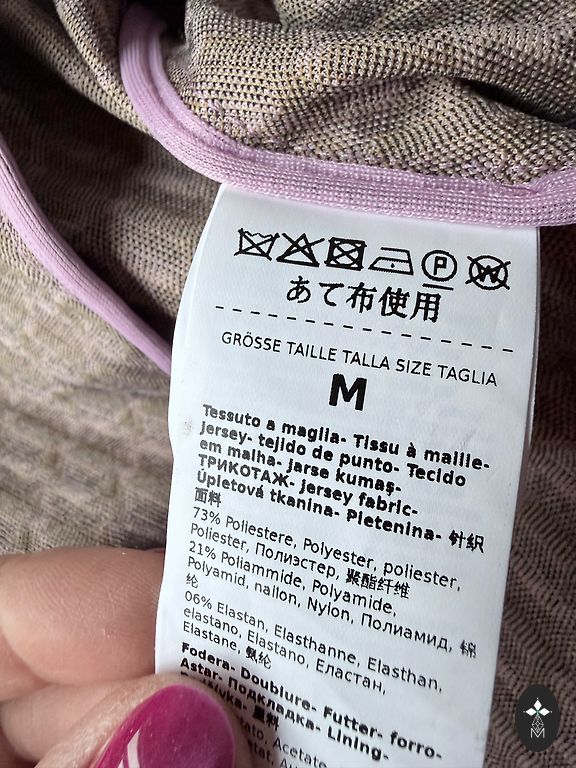 P W
あて布使用
GRÖSSE TAILLE TALLA SIZE TAGLIA
M
Tessuto a maglia- Tissu à maille-
jersey- tejido de punto- Tecido
em malha- jarse kumaş-
ТРИКОТАЖ- jersey fabric-
Úpletová tkanina- Pletenina- 针织
面料
73% Poliestere, Polyester, poliester,
Poliester, Полиэстер, 聚酯纤维
21% Poliammide, Polyamide,
Polyamid, nailon, Nylon, Полиамид, 锦
纶
06% Elastan, Elasthanne, Elasthan,
elastano, Elastano, Еластан,
Elastane, 氨纶
Fodera- Doublure- Futter- forro-
Astar- Подкладка- Lining-
Acetate
M